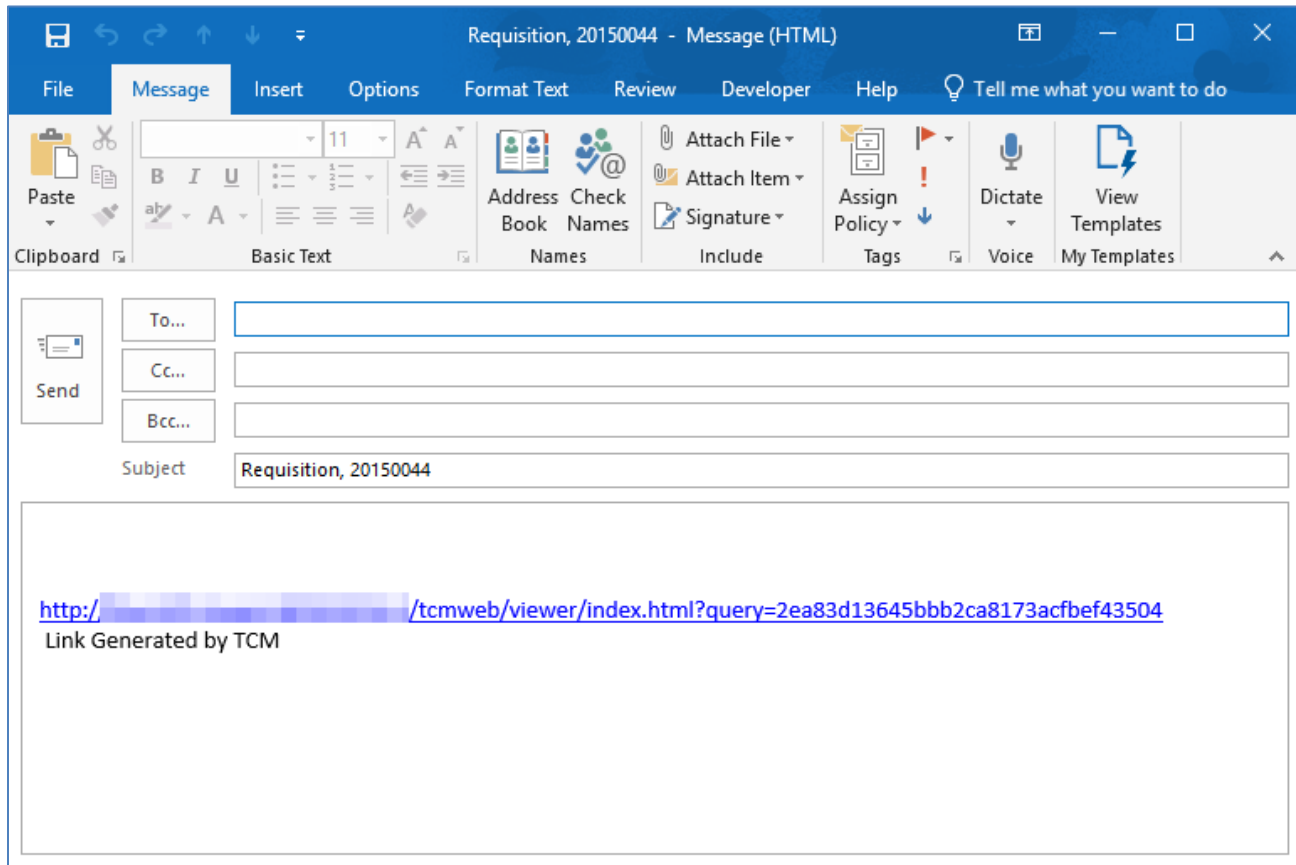 Requisition, 20150044 - Message (HTML)
File Message Insert Options Format Text Review Developer Help Tell me what you want to do
Paste
11
A A
B I U
ab A
Address Book
Check Names
Attach File
Attach Item
Signature
Assign Policy
Dictate
View Templates
Clipboard Basic Text Names Include Tags Voice My Templates
To...
Cc...
Bcc...
Send
Subject Requisition, 20150044
http:/ /tcmweb/viewer/index.html?query=2ea83d13645bbb2ca8173acfbef43504
Link Generated by TCM